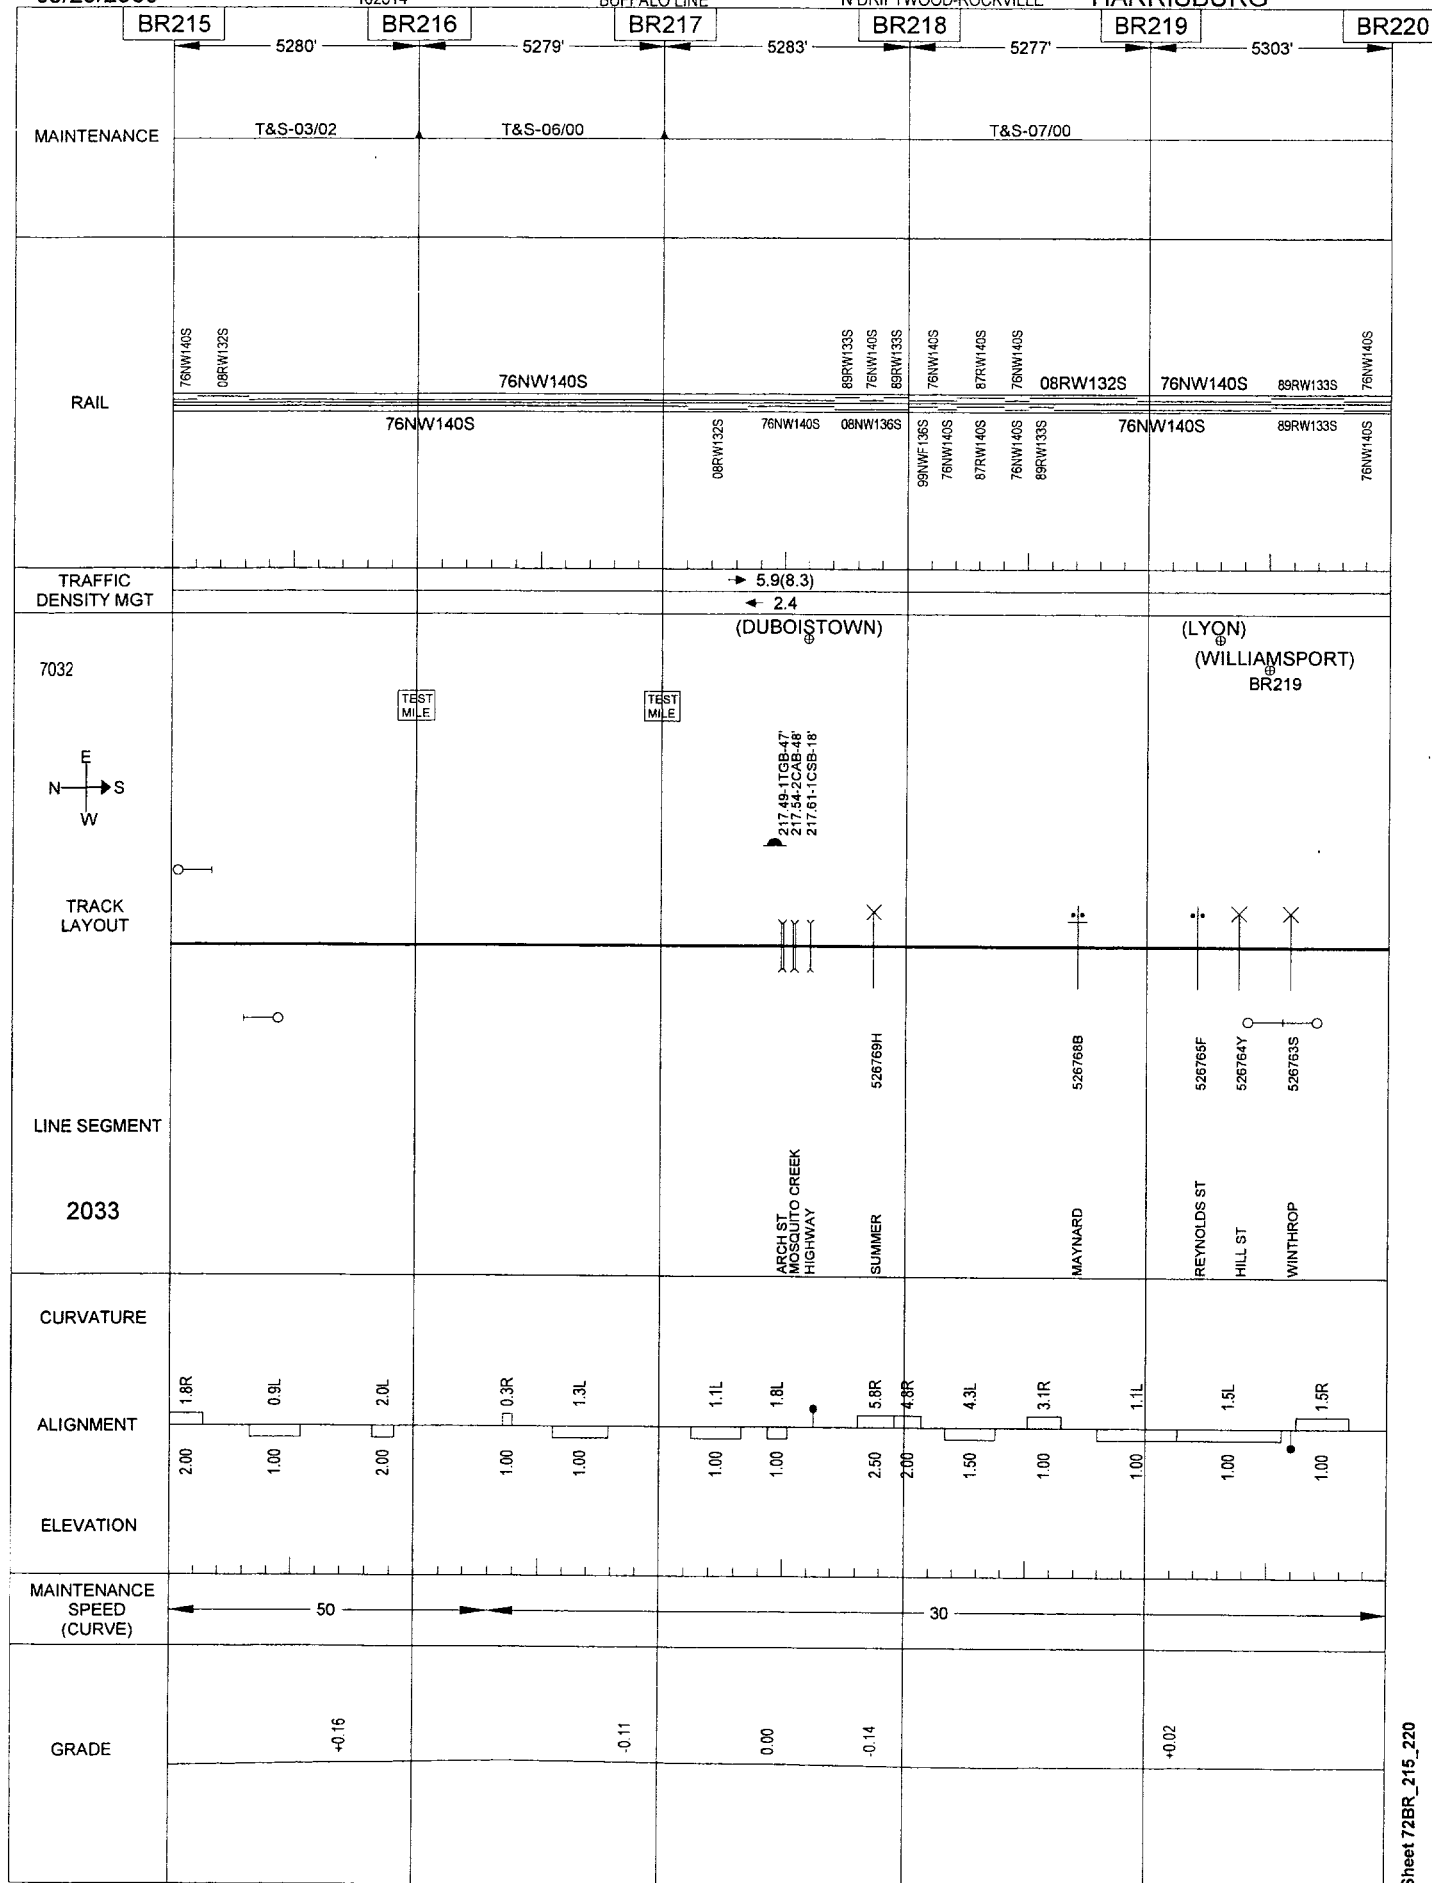 102014 BUFFALO LINE N DRIFTWOOD-ROCKVILLE HARRISBURG
BR215 BR216 BR217 BR218 BR219 BR220
5280' 5279' 5283' 5277' 5303'
MAINTENANCE T&S-03/02 T&S-06/00 T&S-07/00
76NW140S 08RW132S 89RW133S 76NW140S 89RW133S 76NW140S 87RW140S 76NW140S 76NW140S
76NW140S 08RW132S 76NW140S 89RW133S
RAIL
76NW140S 76NW140S 08NW136S 76NW140S 89RW133S
08RW132S 99NWF136S 76NW140S 87RW140S 76NW140S 89RW133S 76NW140S
TRAFFIC
DENSITY MGT
5.9(8.3)
2.4
(DUBOISTOWN) (LYON)
(WILLIAMSPORT)
BR219
7032
TEST
MILE
TEST
MILE
E
N S
W
217.49-1TGB-47'
217.54-2CAB-48'
217.61-1CSB-18'
TRACK
LAYOUT
526769H 526768B 526765F 526764Y 526763S
LINE SEGMENT
2033
ARCH ST
MOSQUITO CREEK
HIGHWAY
SUMMER
MAYNARD
REYNOLDS ST
HILL ST
WINTHROP
CURVATURE
1.8R 0.9L 2.0L 0.3R 1.3L 1.1L 1.8L 5.8R 4.8R 4.3L 3.1R 1.1L 1.5L 1.5R
ALIGNMENT
2.00 1.00 2.00 1.00 1.00 1.00 1.00 2.50 2.00 1.50 1.00 1.00 1.00 1.00
ELEVATION
MAINTENANCE
SPEED
(CURVE)
50 30
GRADE
+0.16 -0.11 0.00 -0.14 +0.02
Sheet 72BR_215_220